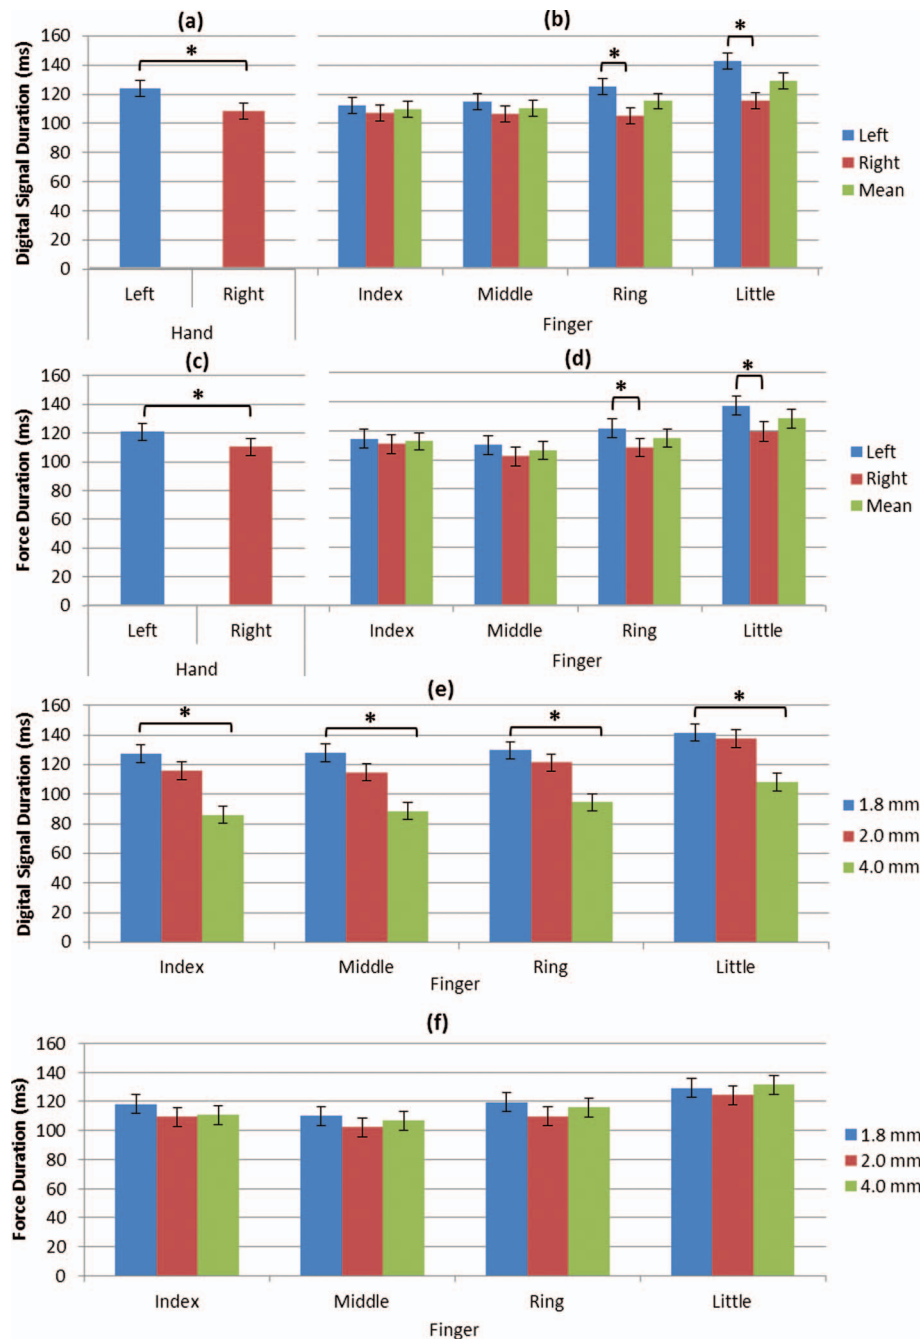 (a)
(b)
Digital Signal Duration (ms)
160
140
120
100
80
60
40
20
0
*
*
*
Left
Right
Hand
Index
Middle
Ring
Little
Finger
Left
Right
Mean
(c)
(d)
Force Duration (ms)
160
140
120
100
80
60
40
20
0
*
*
*
Left
Right
Hand
Index
Middle
Ring
Little
Finger
Left
Right
Mean
(e)
Digital Signal Duration (ms)
160
140
120
100
80
60
40
20
0
*
*
*
*
Index
Middle
Ring
Little
Finger
1.8 mm
2.0 mm
4.0 mm
(f)
Force Duration (ms)
160
140
120
100
80
60
40
20
0
Index
Middle
Ring
Little
Finger
1.8 mm
2.0 mm
4.0 mm